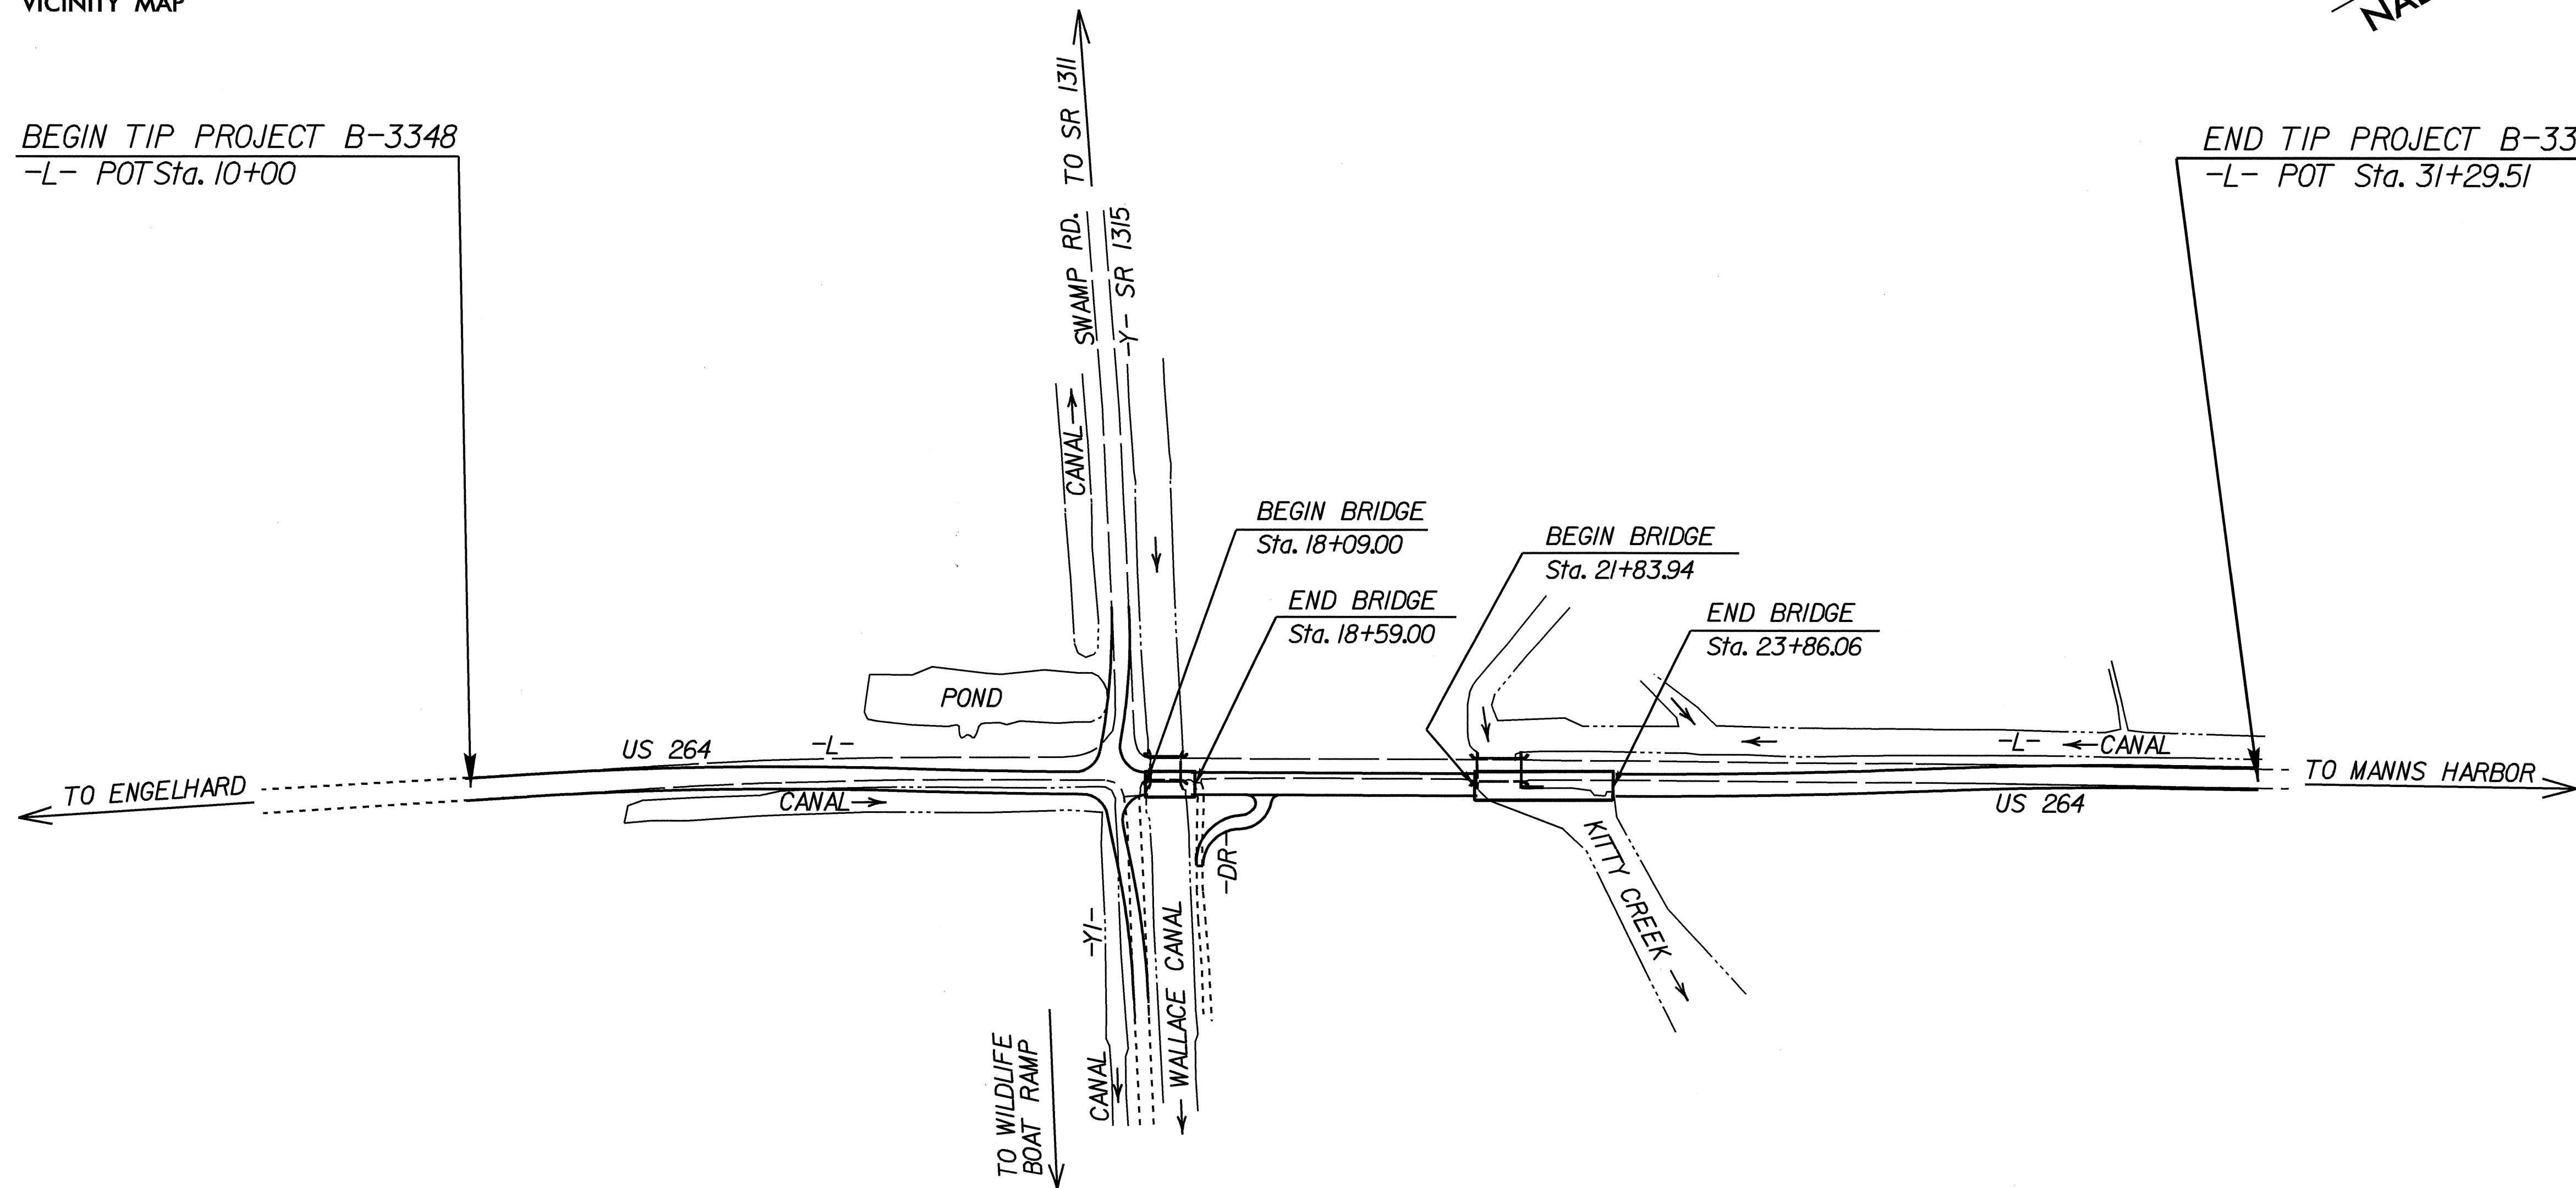 VICINITY MAP
BEGIN TIP PROJECT B-3348
-L- POT Sta. 10+00
END TIP PROJECT B-33
-L- POT Sta. 31+29.51
SWAMP RD. TO SR 1311
-Y- SR 1315
CANAL
BEGIN BRIDGE
Sta. 18+09.00
END BRIDGE
Sta. 18+59.00
BEGIN BRIDGE
Sta. 21+83.94
END BRIDGE
Sta. 23+86.06
POND
US 264
-L-
-L-
CANAL
TO ENGELHARD
CANAL
TO MANNS HARBOR
US 264
-DR-
KITTY CREEK
-Y1-
WALLACE CANAL
CANAL
TO WILDLIFE
BOAT RAMP